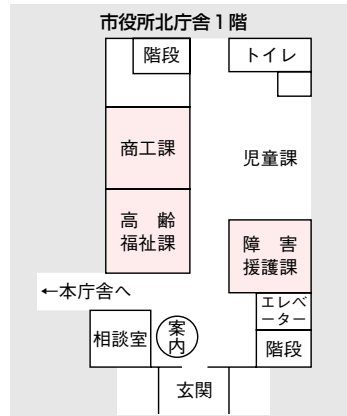 市役所北庁舎1階
階段
トイレ
商工課
児童課
高齢
福祉課
障害
援護課
←本庁舎へ
エレベ
ーター
相談室
案
内
階段
玄関